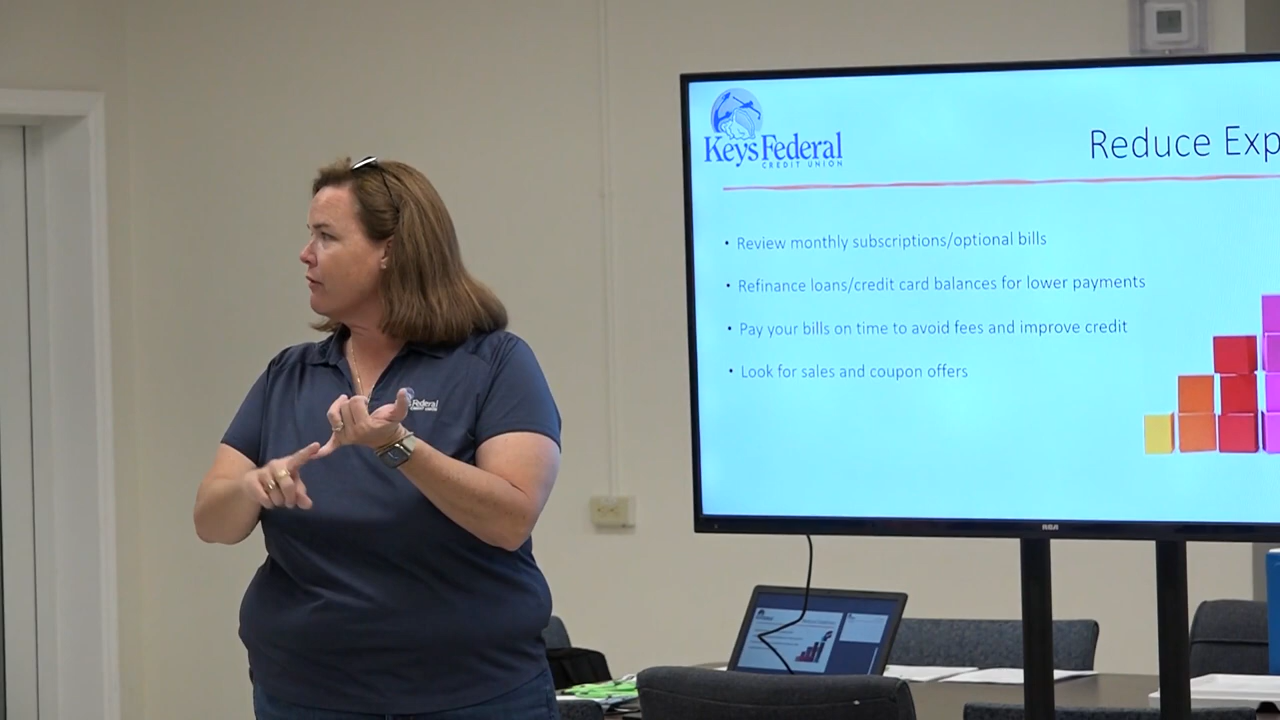 Keys Federal
CREDIT UNION
Reduce Exp
• Review monthly subscriptions/optional bills
• Refinance loans/credit card balances for lower payments
• Pay your bills on time to avoid fees and improve credit
• Look for sales and coupon offers
Federal
CREDIT UNION
RCA